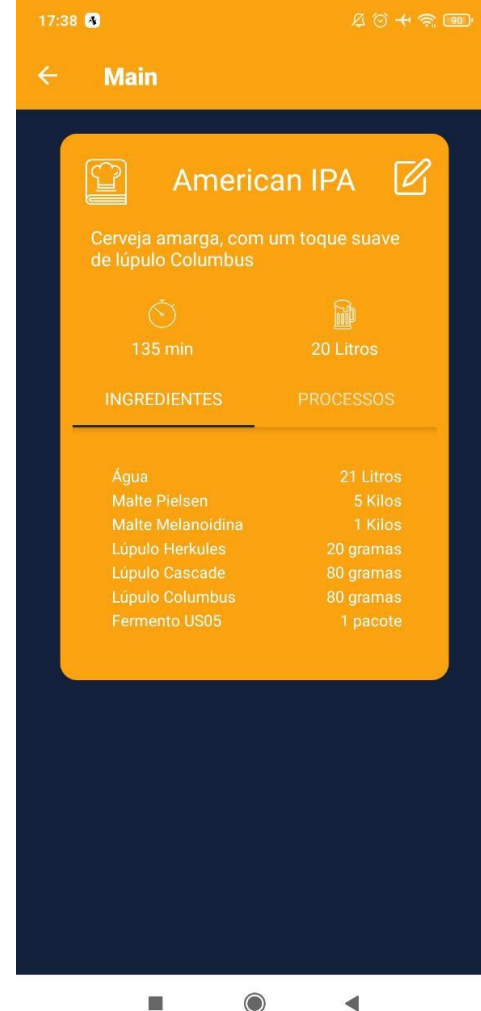 17:38
90
Main
American IPA
Cerveja amarga, com um toque suave
de lúpulo Columbus
135 min
20 Litros
INGREDIENTES
PROCESSOS
Água 21 Litros
Malte Pielsen 5 Kilos
Malte Melanoidina 1 Kilos
Lúpulo Herkules 20 gramas
Lúpulo Cascade 80 gramas
Lúpulo Columbus 80 gramas
Fermento US05 1 pacote